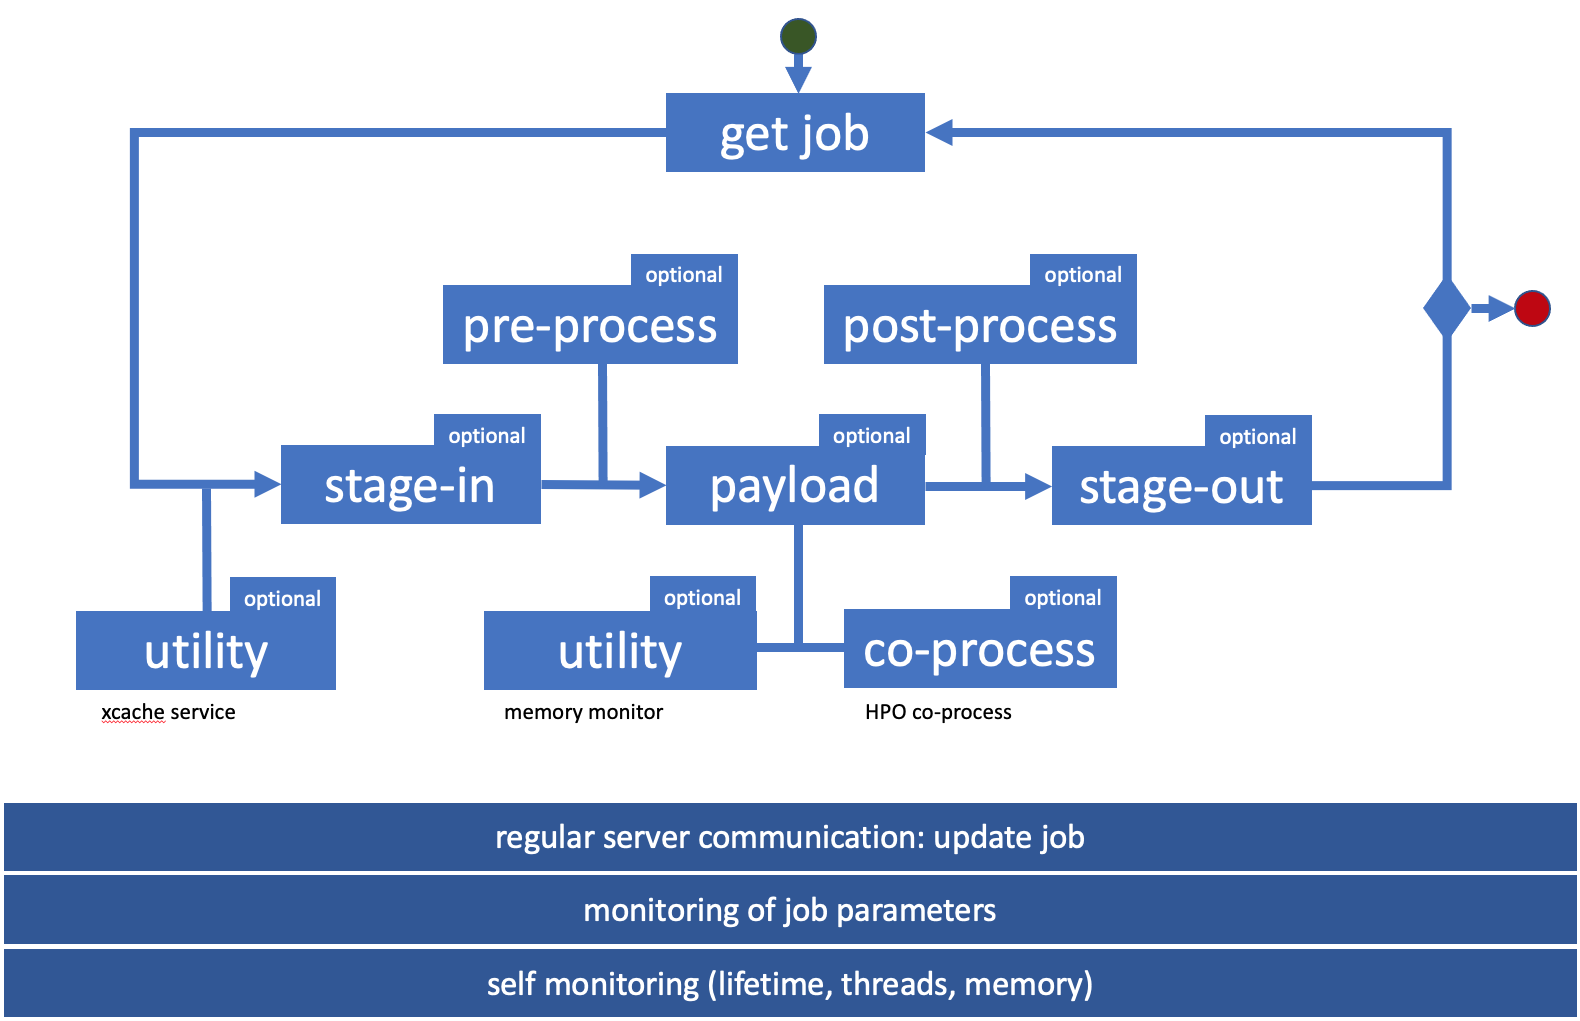 get job
optional
pre-process
optional
post-process
optional
stage-in
optional
payload
optional
stage-out
optional
utility
xcache service
optional
utility
memory monitor
optional
co-process
HPO co-process
regular server communication: update job
monitoring of job parameters
self monitoring (lifetime, threads, memory)